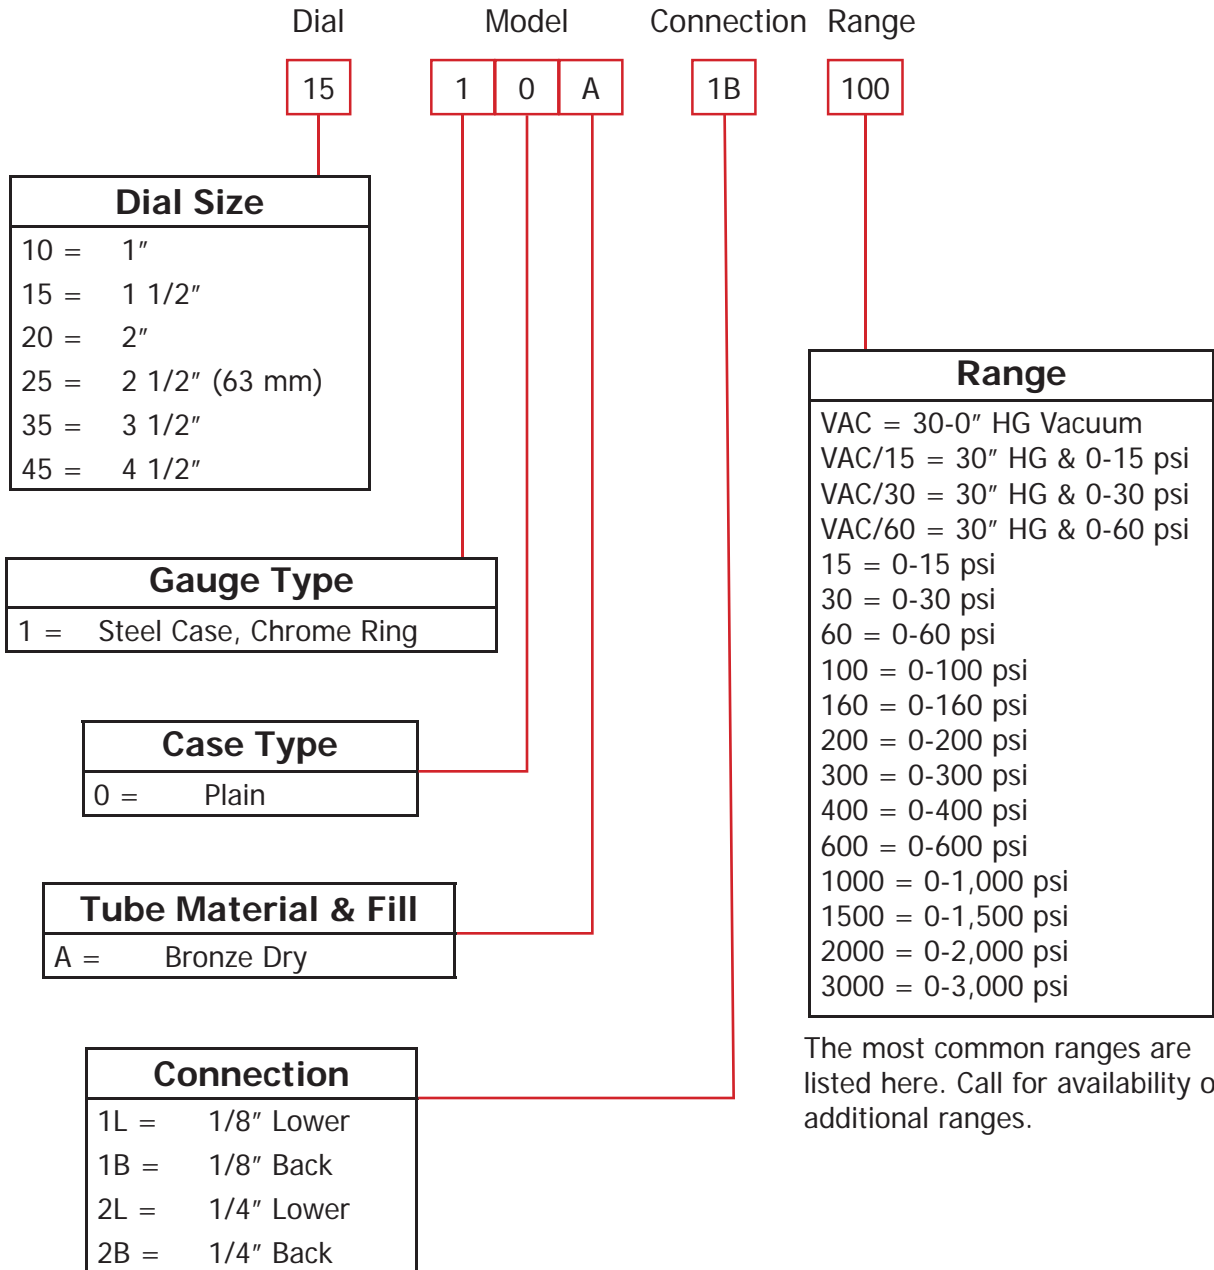 Dial Model Connection Range
15 1 0 A 1B 100
Dial Size
10 = 1"
15 = 1 1/2"
20 = 2"
25 = 2 1/2" (63 mm)
35 = 3 1/2"
45 = 4 1/2"
Gauge Type
1 = Steel Case, Chrome Ring
Case Type
0 = Plain
Tube Material & Fill
A = Bronze Dry
Connection
1L = 1/8" Lower
1B = 1/8" Back
2L = 1/4" Lower
2B = 1/4" Back
Range
VAC = 30-0" HG Vacuum
VAC/15 = 30" HG & 0-15 psi
VAC/30 = 30" HG & 0-30 psi
VAC/60 = 30" HG & 0-60 psi
15 = 0-15 psi
30 = 0-30 psi
60 = 0-60 psi
100 = 0-100 psi
160 = 0-160 psi
200 = 0-200 psi
300 = 0-300 psi
400 = 0-400 psi
600 = 0-600 psi
1000 = 0-1,000 psi
1500 = 0-1,500 psi
2000 = 0-2,000 psi
3000 = 0-3,000 psi
The most common ranges are
listed here. Call for availability
additional ranges.